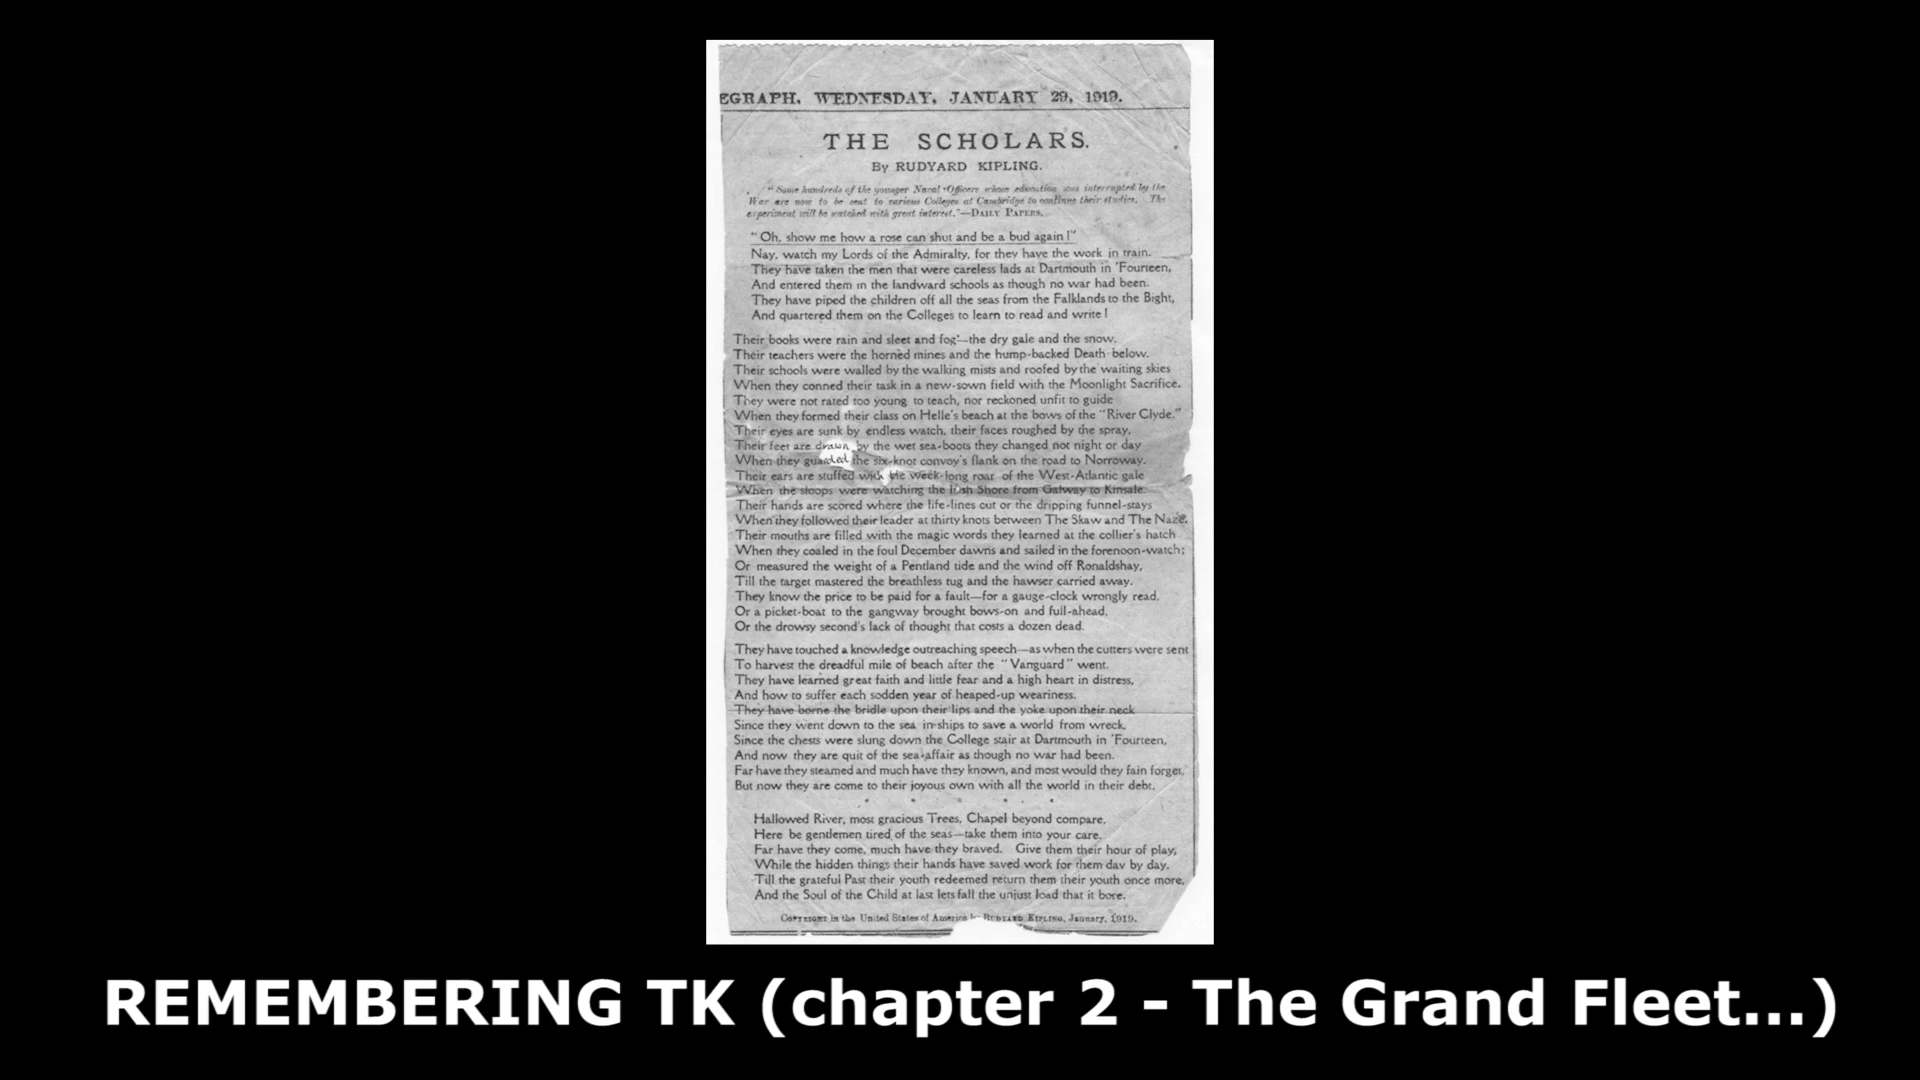 EGRAPH, WEDNESDAY, JANUARY 29, 1919.
THE SCHOLARS.
By RUDYARD KIPLING.
"Some hundreds of the younger Naval Officers whose education was interrupted by the
War are now to be sent to various Colleges at Cambridge to continue their studies. The
experiment will be watched with great interest."—DAILY PAPERS.
"Oh, show me how a rose can shut and be a bud again!"
Nay, watch my Lords of the Admiralty, for they have the work in train.
They have taken the men that were careless lads at Dartmouth in 'Fourteen,
And entered them in the landward schools as though no war had been.
They have piped the children off all the seas from the Falklands to the Bight,
And quartered them on the Colleges to learn to read and write!
Their books were rain and sleet and fog—the dry gale and the snow,
Their teachers were the hornèd mines and the hump-backed Death below.
Their schools were walled by the walking mists and roofed by the waiting skies
When they conned their task in a new-sown field with the Moonlight Sacrifice.
They were not rated too young to teach, nor reckoned unfit to guide
When they formed their class on Helle's beach at the bows of the "River Clyde."
Their eyes are sunk by endless watch, their faces roughed by the spray,
Their feet are drawn by the wet sea-boots they changed not night or day
When they guarded the six-knot convoy's flank on the road to Norroway.
Their ears are stuffed with the week-long roar of the West-Atlantic gale
When the sloops were watching the Irish Shore from Galway to Kinsale.
Their hands are scored where the life-lines cut or the dripping funnel-stays
When they followed their leader at thirty knots between The Skaw and The Naze.
Their mouths are filled with the magic words they learned at the collier's hatch
When they coaled in the foul December dawns and sailed in the forenoon-watch;
Or measured the weight of a Pentland tide and the wind off Ronaldshay,
Till the target mastered the breathless tug and the hawser carried away.
They know the price to be paid for a fault—for a gauge-clock wrongly read,
Or a picket-boat to the gangway brought bows-on and full-ahead,
Or the drowsy second's lack of thought that costs a dozen dead.
They have touched a knowledge outreaching speech—as when the cutters were sent
To harvest the dreadful mile of beach after the "Vanguard" went.
They have learned great faith and little fear and a high heart in distress,
And how to suffer each sodden year of heaped-up weariness.
They have borne the bridle upon their lips and the yoke upon their neck
Since they went down to the sea in ships to save a world from wreck,
Since the chests were slung down the College stair at Dartmouth in 'Fourteen,
And now they are quit of the sea-affair as though no war had been.
Far have they steamed and much have they known, and most would they fain forget,
But now they are come to their joyous own with all the world in their debt.
Hallowed River, most gracious Trees, Chapel beyond compare,
Here be gentlemen tired of the seas—take them into your care.
Far have they come, much have they braved. Give them their hour of play,
While the hidden things their hands have saved work for them day by day.
Till the grateful Past their youth redeemed return them their youth once more,
And the Soul of the Child at last lets fall the unjust load that it bore.
COPYRIGHT in the United States of America by RUDYARD KIPLING, January, 1919.
REMEMBERING TK (chapter 2 - The Grand Fleet...)